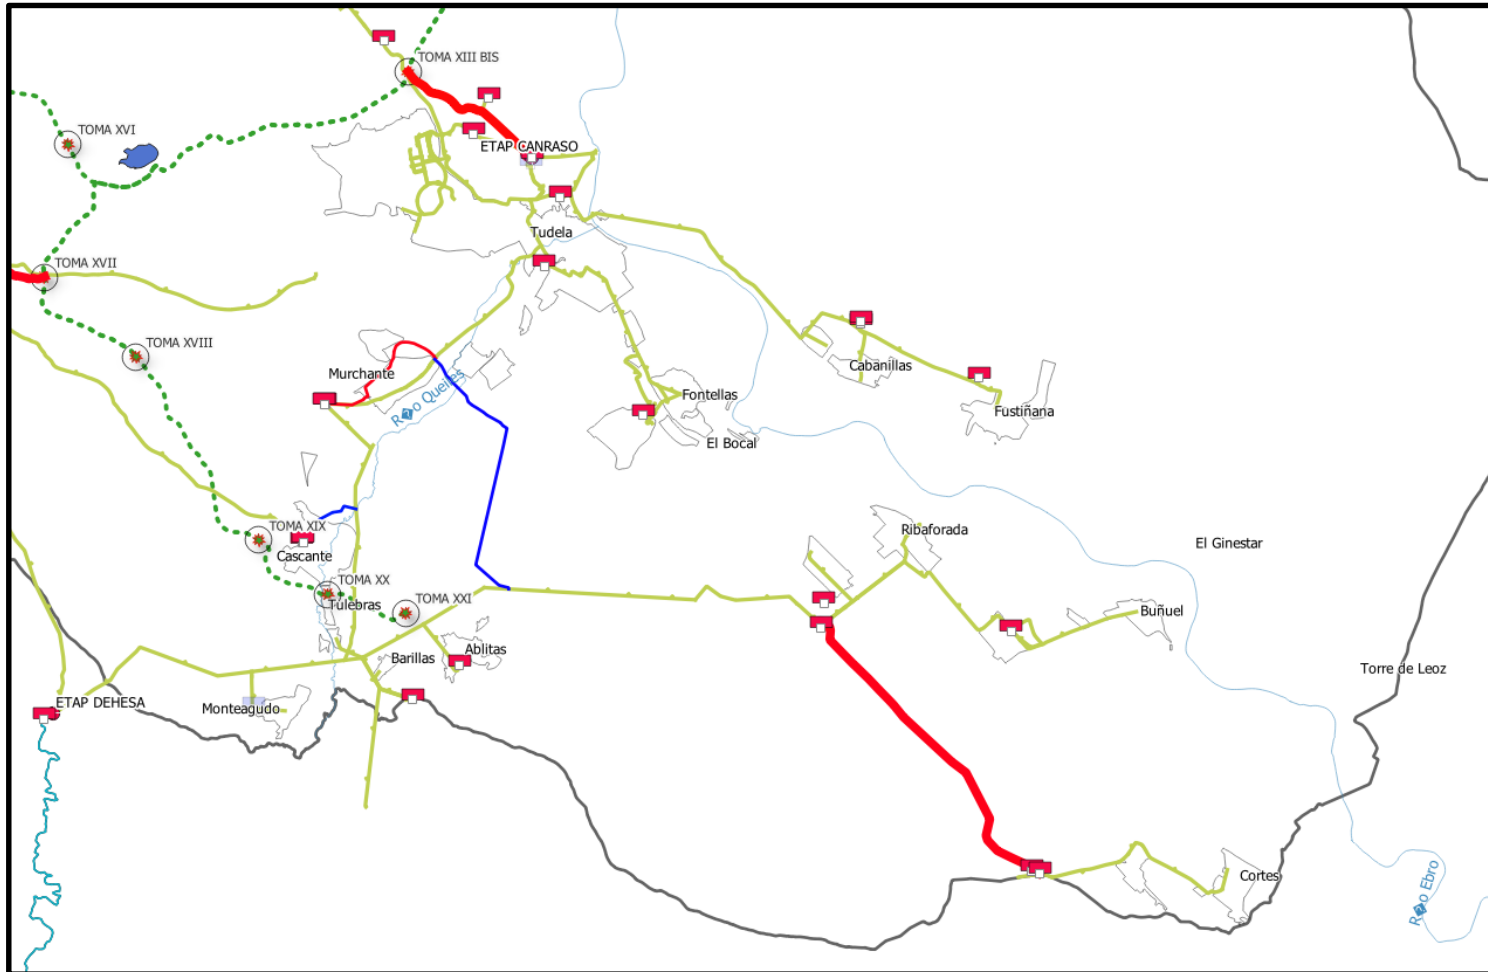 TOMA XIII BIS
TOMA XVI
ETAP CANRASO
Tudela
TOMA XVII
TOMA XVIII
Murchante
Cabanillas
R�o Queiles
Fontellas
Fustiñana
El Bocal
TOMA XIX
Ribaforada
El Ginestar
Cascante
TOMA XX
Tulebras
TOMA XXI
Buñuel
Ablitas
Barillas
Torre de Leoz
ETAP DEHESA
Monteagudo
Cortes
R�o Ebro